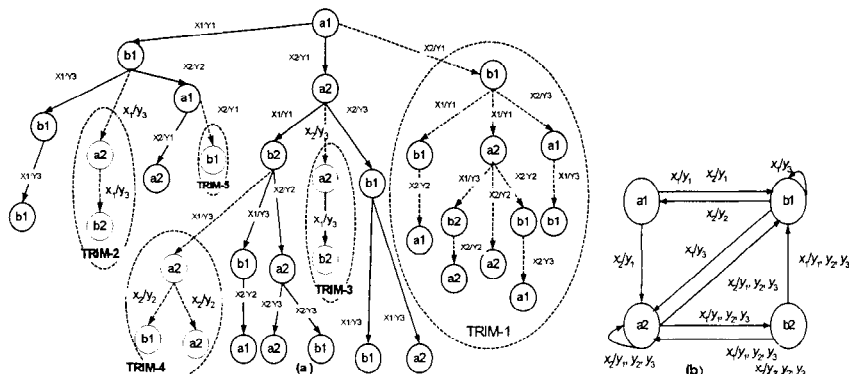 a1
X1/Y1
X2/Y1
X2/Y1
b1
a2
b1
X1/Y3
X2/Y2
x₁/y₃
X1/Y1
X2/Y3
x₂/y₃
X1/Y1
X1/Y1
X2/Y3
b1
a1
X2/Y1
X2/Y1
a2
b1
TRIM-5
a2
b2
a2
b1
b1
a2
a1
X1/Y3
b1
x₁/y₃
b2
TRIM-2
X1/Y3
X1/Y3
X2/Y2
x₁/y₃
b2
TRIM-3
X2/Y2
X1/Y3
X2/Y2
X2/Y2
X1/Y3
a1
b2
b1
b1
X2/Y2
a2
a2
X2/Y3
a1
TRIM-1
a2
x₂/y₂
x₂/y₂
b1
a2
TRIM-4
b1
a2
X2/Y2
X2/Y3
X2/Y3
a1
a2
b1
X1/Y3
X1/Y3
b1
a2
(a)
x₁/y₃
a1
x₁/y₁
x₂/y₁
x₂/y₂
b1
x₂/y₁
x₁/y₃
x₂/y₁, y₂, y₃
x₁/y₁, y₂, y₃
a2
x₁/y₁, y₂, y₃
b2
x₂/y₁, y₂, y₃
x₁/y₁, y₂, y₃
(b)